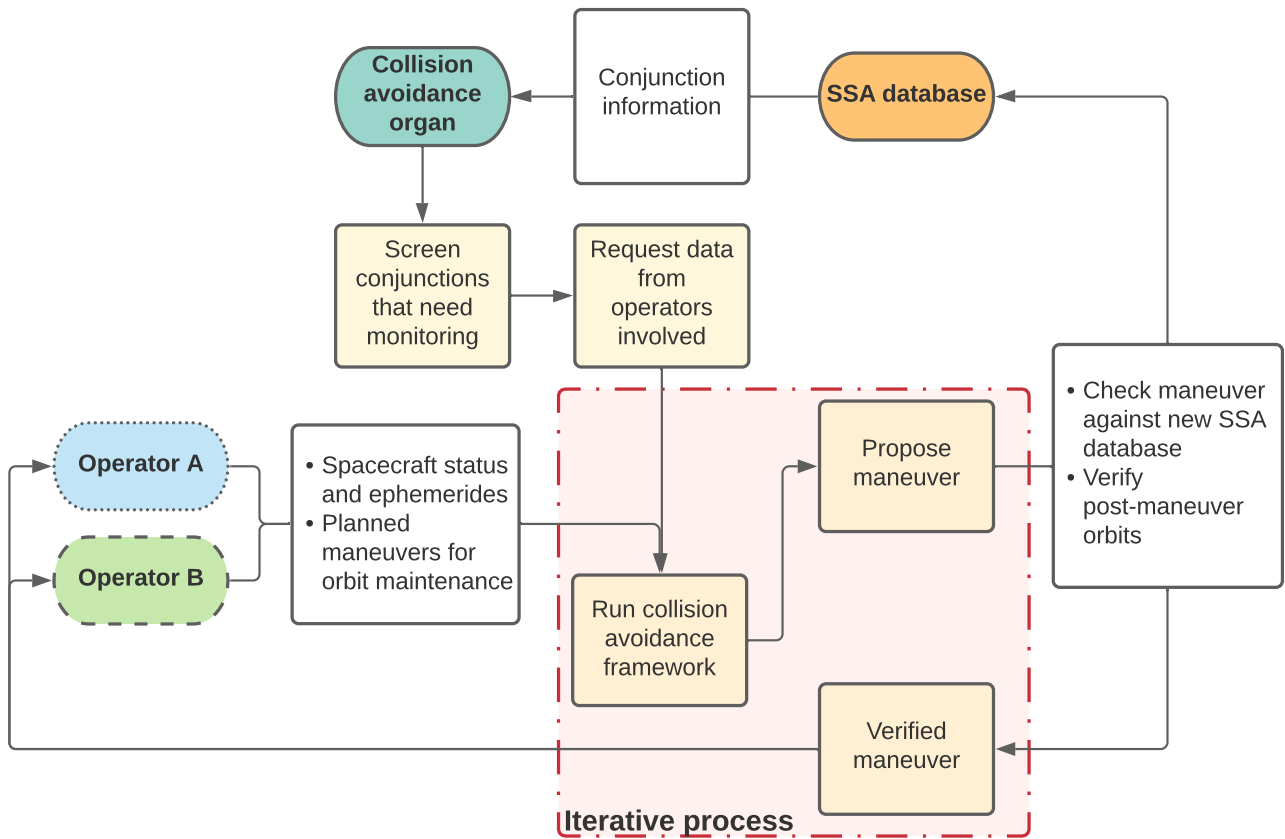 Collision
avoidance
organ
Conjunction
information
SSA database
Screen
conjunctions
that need
monitoring
Request data
from
operators
involved
Operator A
Operator B
• Spacecraft status
and ephemerides
• Planned
maneuvers for
orbit maintenance
Propose
maneuver
• Check maneuver
against new SSA
database
• Verify
post-maneuver
orbits
Run collision
avoidance
framework
Verified
maneuver
Iterative process